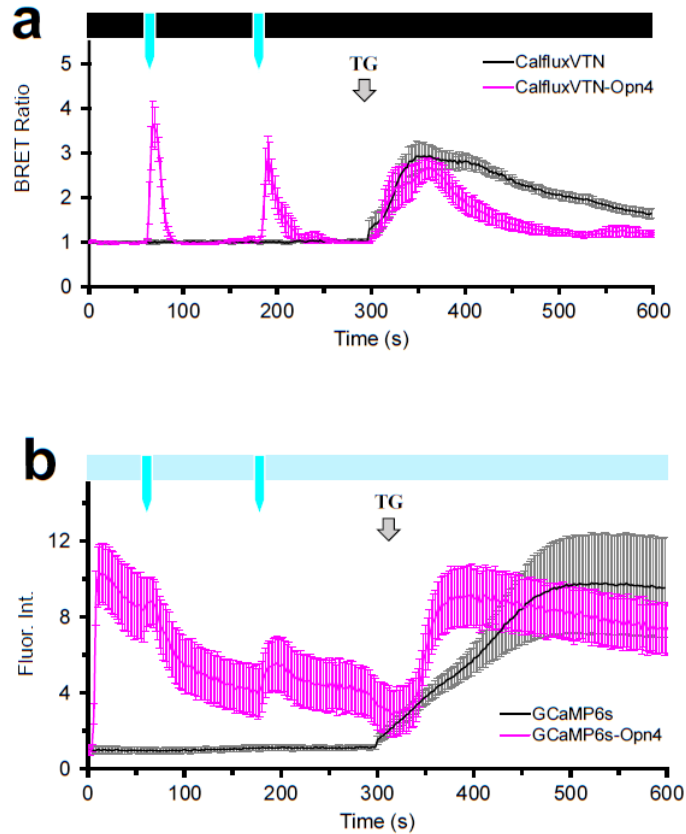 a
TG
CalfluxVTN
CalfluxVTN-Opn4
BRET Ratio
5
4
3
2
1
0
0 100 200 300 400 500 600
Time (s)
b
TG
Fluor. Int.
12
8
4
0
GCaMP6s
GCaMP6s-Opn4
0 100 200 300 400 500 600
Time (s)